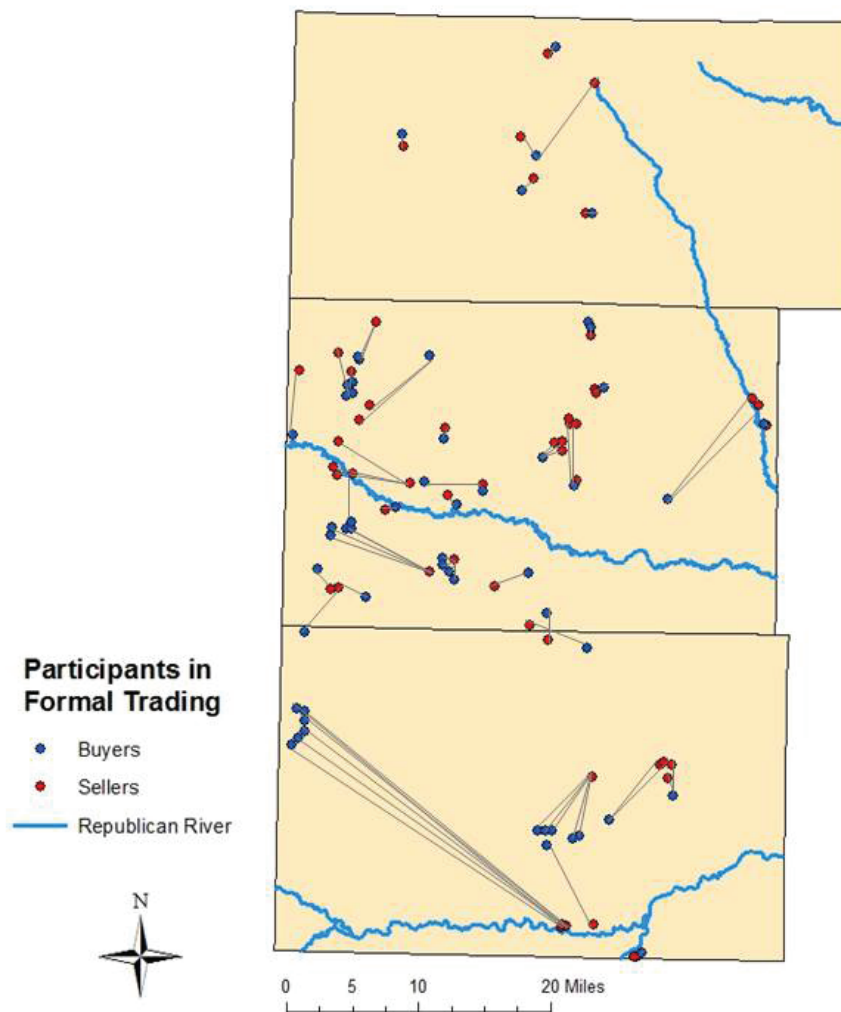 Participants in
Formal Trading
Buyers
Sellers
Republican River
N
0 5 10 20 Miles